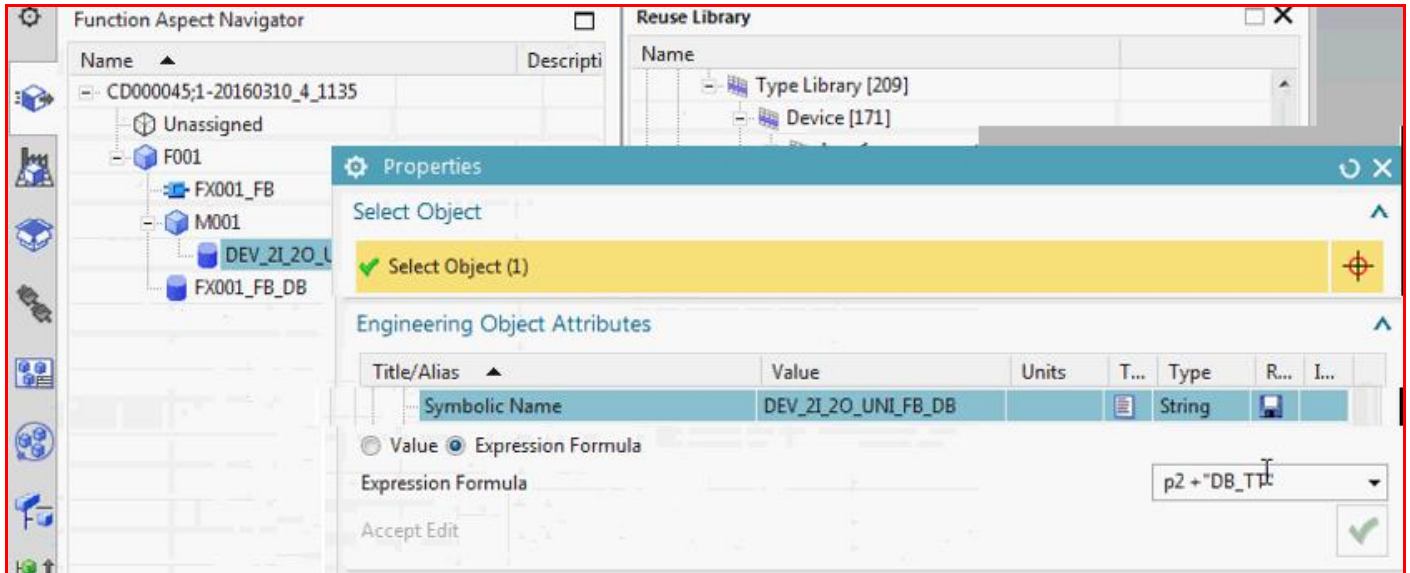 Function Aspect Navigator
Name
Descripti
CD000045;1-20160310_4_1135
Unassigned
F001
FX001_FB
M001
DEV_2I_2O_U
FX001_FB_DB
Reuse Library
Name
Type Library [209]
Device [171]
Properties
Select Object
Select Object (1)
Engineering Object Attributes
Title/Alias Value Units T... Type R... I...
Symbolic Name DEV_2I_2O_UNI_FB_DB String
Value Expression Formula
Expression Formula p2 +"DB_TT"
Accept Edit